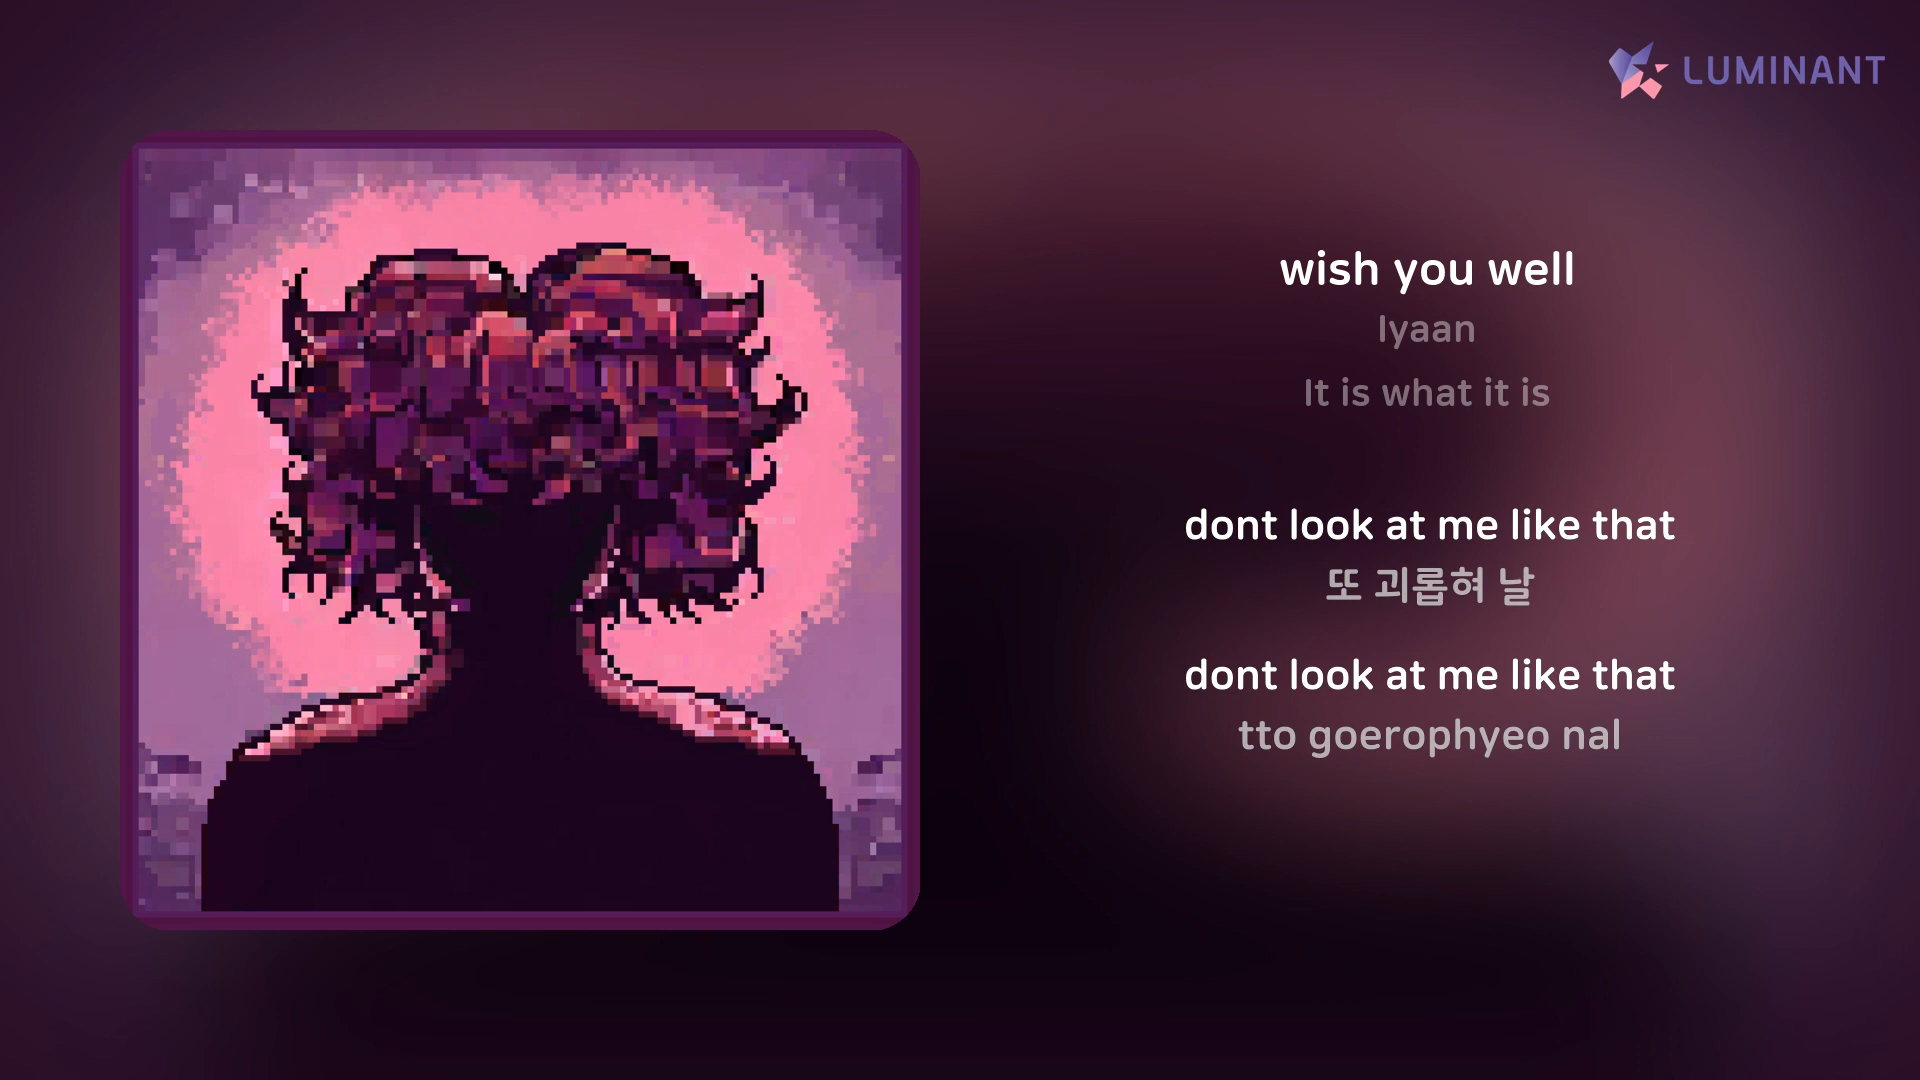 LUMINANT
wish you well
Iyaan
It is what it is
dont look at me like that
또 괴롭혀 날
dont look at me like that
tto goerophyeo nal